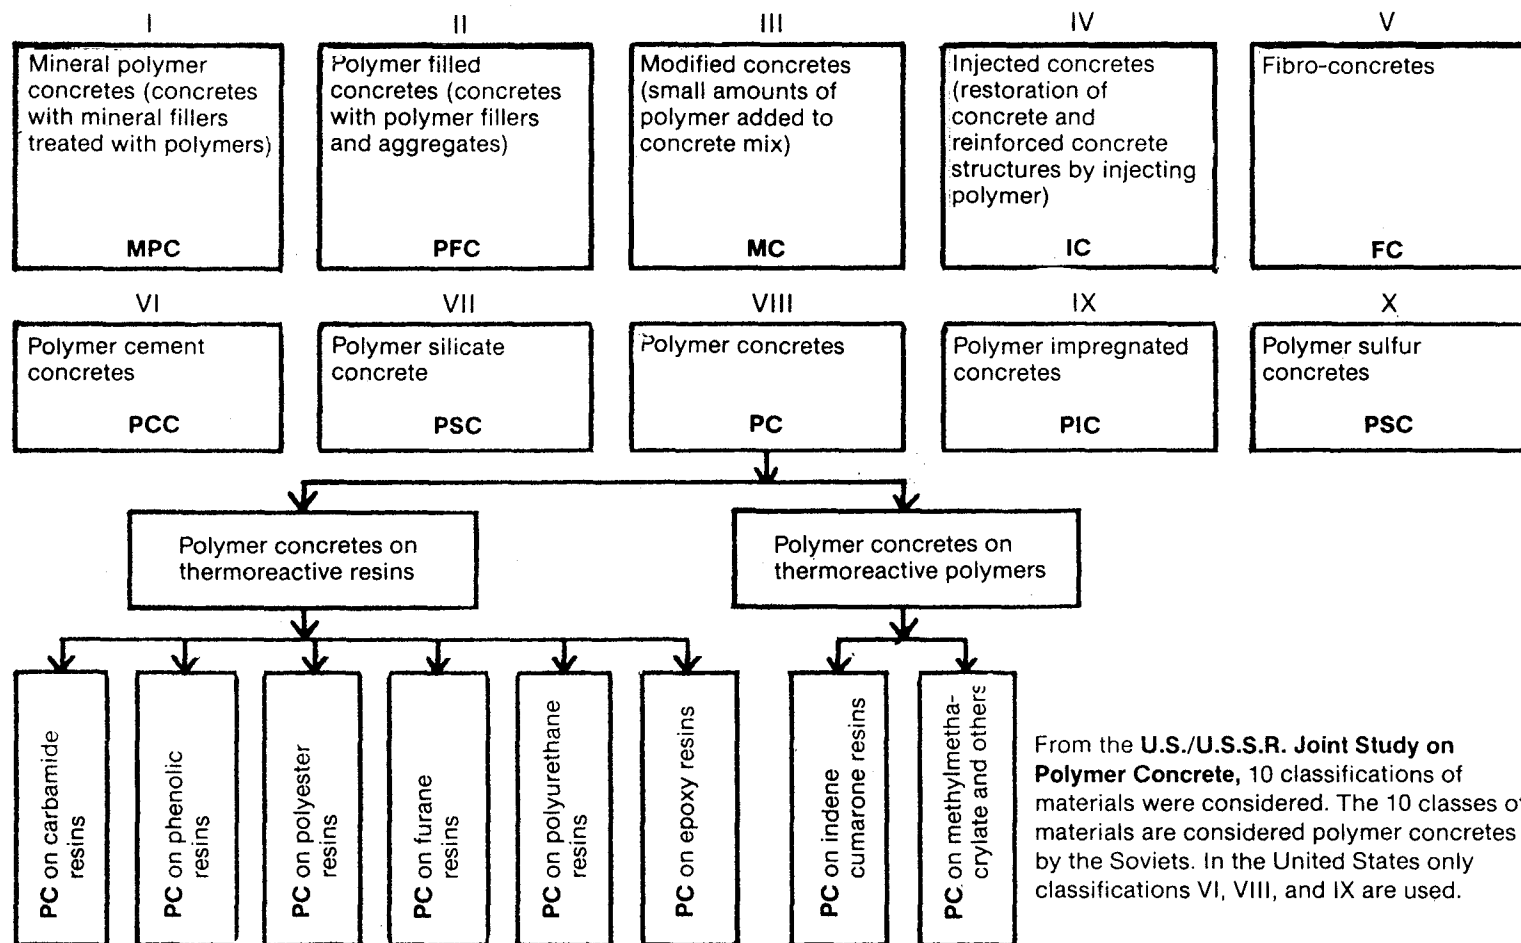 I
II
III
IV
V
Mineral polymer
concretes (concretes
with mineral fillers
treated with polymers)
MPC
Polymer filled
concretes (concretes
with polymer fillers
and aggregates)
PFC
Modified concretes
(small amounts of
polymer added to
concrete mix)
MC
Injected concretes
(restoration of
concrete and
reinforced concrete
structures by injecting
polymer)
IC
Fibro-concretes
FC
VI
VII
VIII
IX
X
Polymer cement
concretes
PCC
Polymer silicate
concrete
PSC
Polymer concretes
PC
Polymer impregnated
concretes
PIC
Polymer sulfur
concretes
PSC
Polymer concretes on
thermoreactive resins
Polymer concretes on
thermoreactive polymers
PC on carbamide
resins
PC on phenolic
resins
PC on polyester
resins
PC on furane
resins
PC on polyurethane
resins
PC on epoxy resins
PC on indene
cumarone resins
PC on methylmetha-
crylate and others
From the U.S./U.S.S.R. Joint Study on
Polymer Concrete, 10 classifications of
materials were considered. The 10 classes of
materials are considered polymer concretes
by the Soviets. In the United States only
classifications VI, VIII, and IX are used.